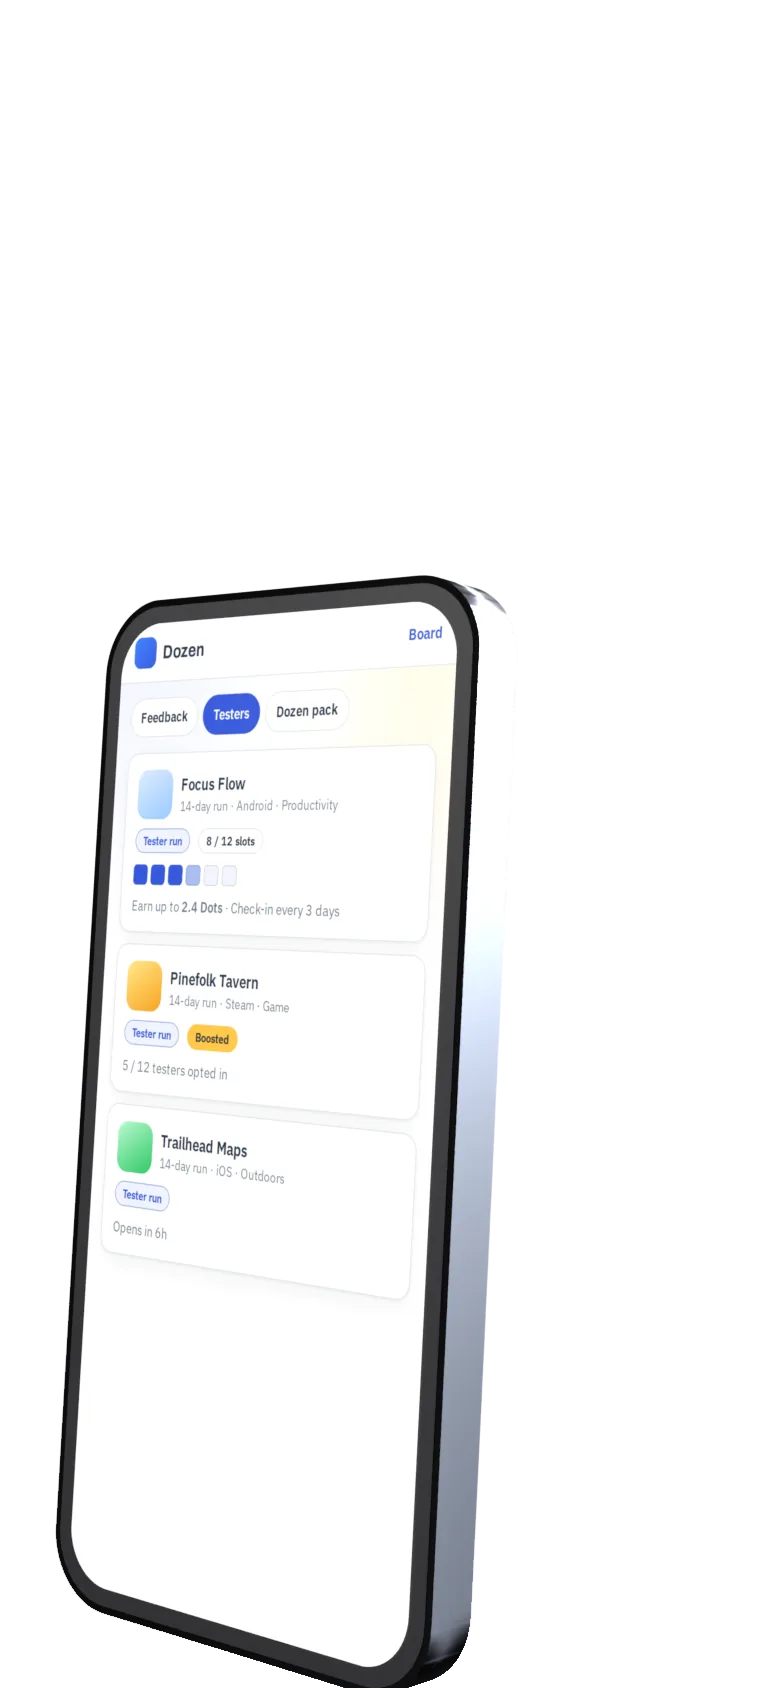 Dozen
Board
Feedback
Testers
Dozen pack
Focus Flow
14-day run · Android · Productivity
Tester run
8 / 12 slots
Earn up to 2.4 Dots · Check-in every 3 days
Pinefolk Tavern
14-day run · Steam · Game
Tester run
Boosted
5 / 12 testers opted in
Trailhead Maps
14-day run · iOS · Outdoors
Tester run
Opens in 6h